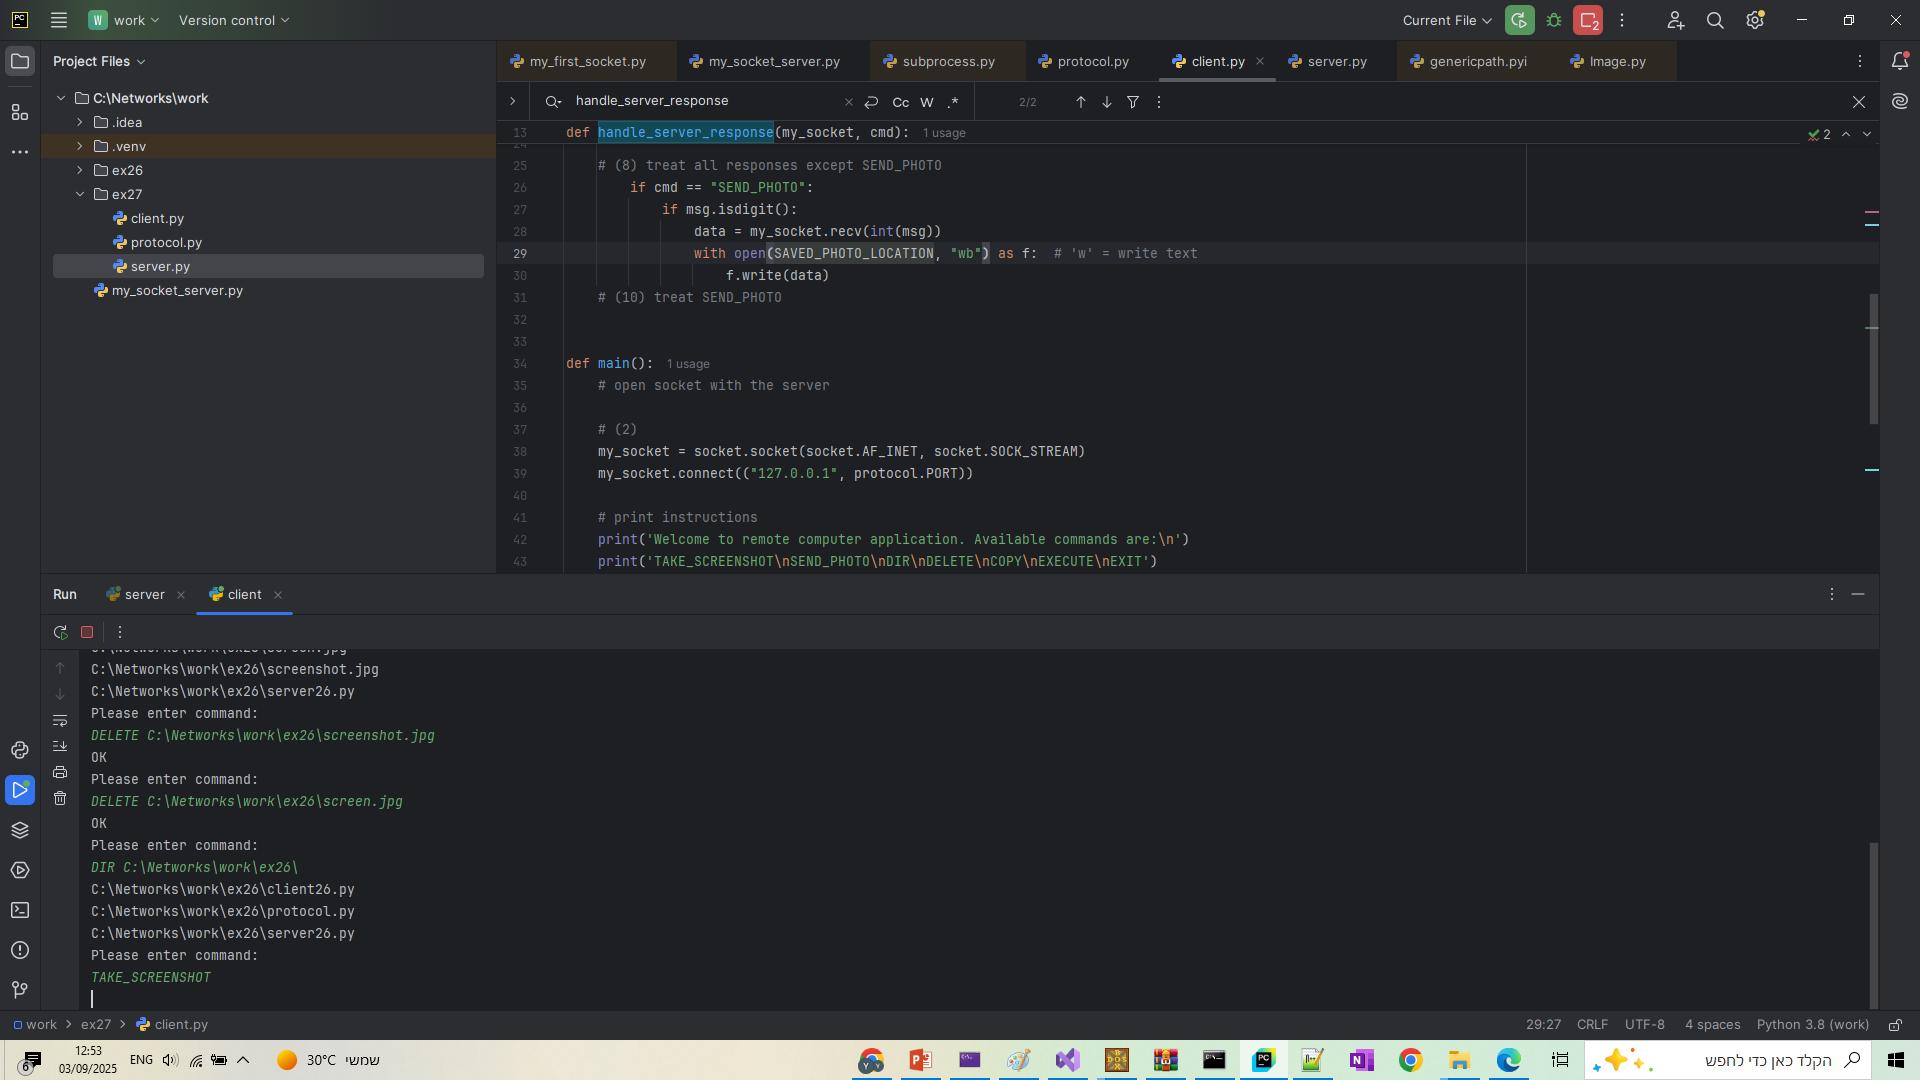 PC
W work
Version control
Current File
2
Project Files
C:\Networks\work
.idea
.venv
ex26
ex27
client.py
protocol.py
server.py
my_socket_server.py
my_first_socket.py
my_socket_server.py
subprocess.py
protocol.py
client.py
server.py
genericpath.pyi
Image.py
handle_server_response
Cc W .*
2/2
13 def handle_server_response(my_socket, cmd): 1 usage
2
24
25 # (8) treat all responses except SEND_PHOTO
26 if cmd == "SEND_PHOTO":
27 if msg.isdigit():
28 data = my_socket.recv(int(msg))
29 with open(SAVED_PHOTO_LOCATION, "wb") as f: # 'w' = write text
30 f.write(data)
31 # (10) treat SEND_PHOTO
32
33
34 def main(): 1 usage
35 # open socket with the server
36
37 # (2)
38 my_socket = socket.socket(socket.AF_INET, socket.SOCK_STREAM)
39 my_socket.connect(("127.0.0.1", protocol.PORT))
40
41 # print instructions
42 print('Welcome to remote computer application. Available commands are:\n')
43 print('TAKE_SCREENSHOT\nSEND_PHOTO\nDIR\nDELETE\nCOPY\nEXECUTE\nEXIT')
Run server client
C:\Networks\work\ex26\screen.jpg
C:\Networks\work\ex26\screenshot.jpg
C:\Networks\work\ex26\server26.py
Please enter command:
DELETE C:\Networks\work\ex26\screenshot.jpg
OK
Please enter command:
DELETE C:\Networks\work\ex26\screen.jpg
OK
Please enter command:
DIR C:\Networks\work\ex26\
C:\Networks\work\ex26\client26.py
C:\Networks\work\ex26\protocol.py
C:\Networks\work\ex26\server26.py
Please enter command:
TAKE_SCREENSHOT
work > ex27 > client.py
29:27 CRLF UTF-8 4 spaces Python 3.8 (work)
6
12:53
03/09/2025
ENG
30°C שמשי
הקלד כאן כדי לחפש